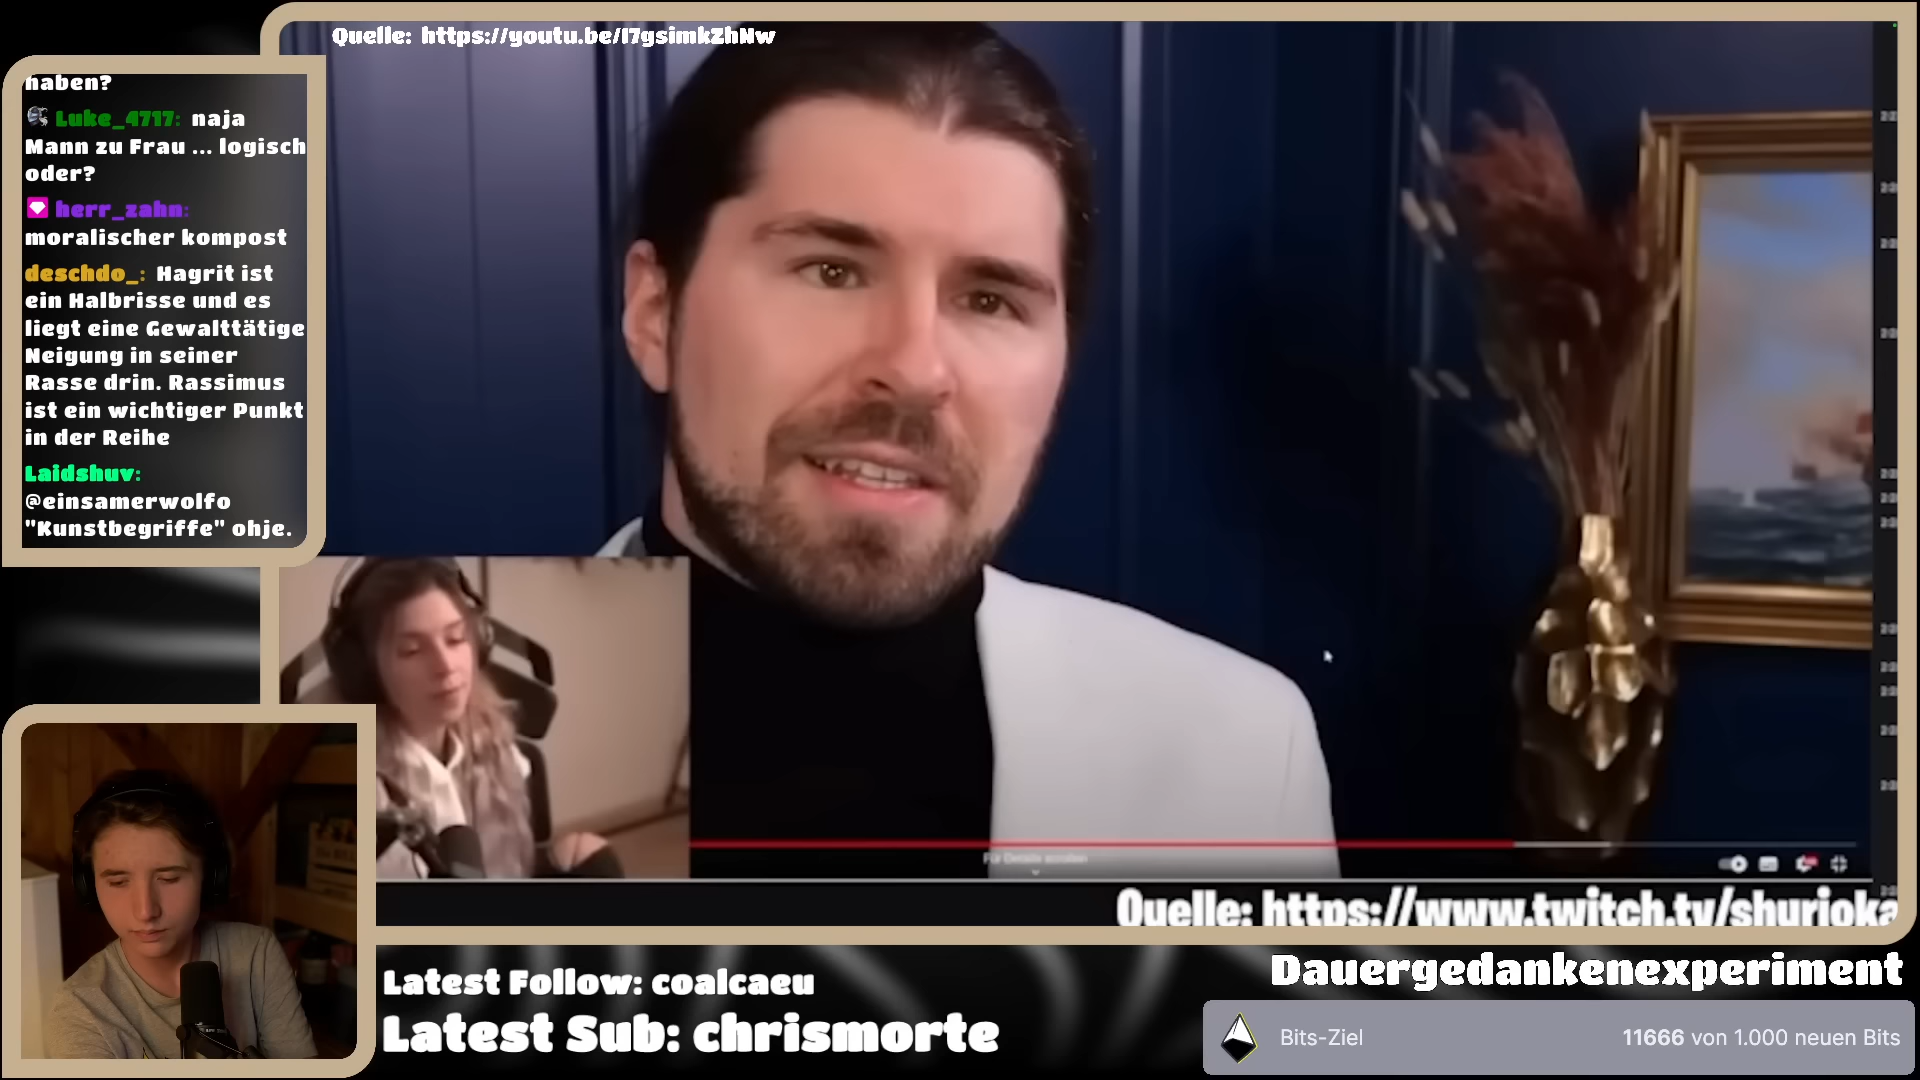 Quelle: https://youtu.be/I7gsimkZhNw
haben?
Luke_4717: naja
Mann zu Frau ... logisch
oder?
herr_zahn:
moralischer kompost
deschdo_: Hagrit ist
ein Halbrisse und es
liegt eine Gewalttätige
Neigung in seiner
Rasse drin. Rassimus
ist ein wichtiger Punkt
in der Reihe
Laidshuv:
@einsamerwolfo
"Kunstbegriffe" ohje.
Für Details scrollen
Quelle: https://www.twitch.tv/shurioka
Latest Follow: coalcaeu
Latest Sub: chrismorte
Dauergedankenexperiment
Bits-Ziel
11666 von 1.000 neuen Bits